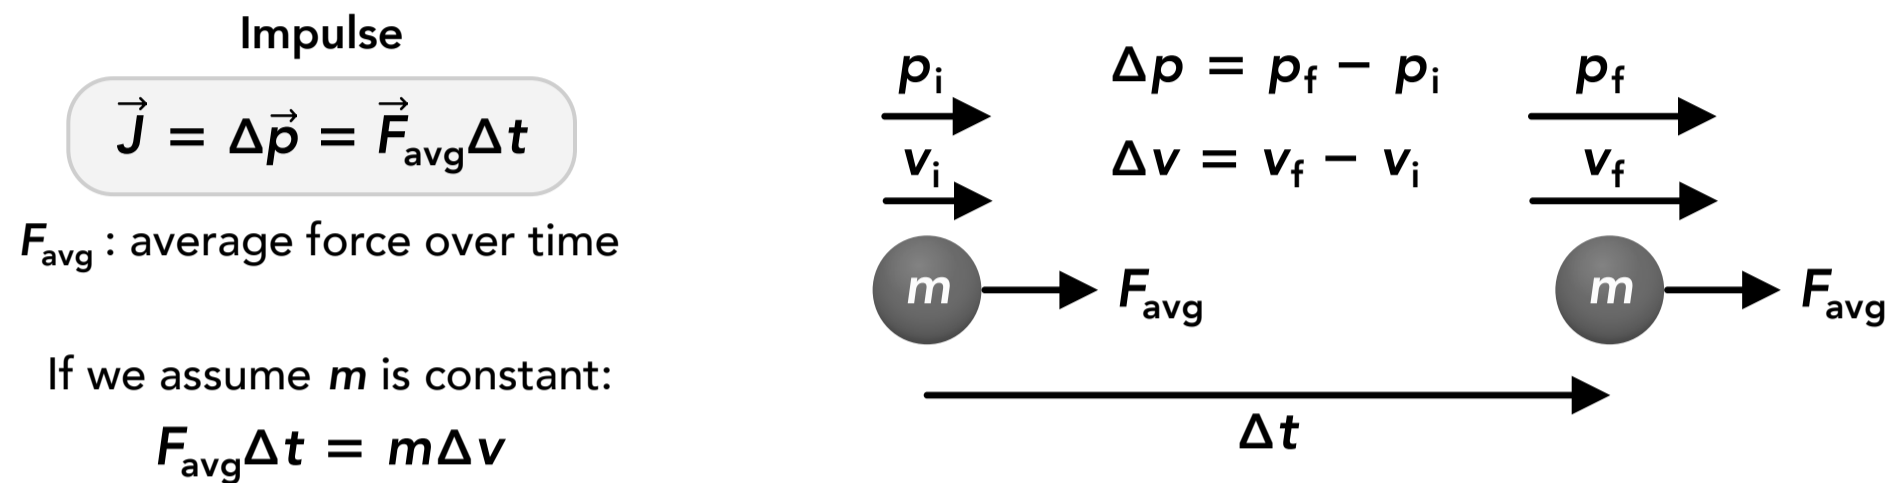 Impulse
J⃗ = Δp⃗ = F⃗avgΔt
Favg : average force over time
If we assume m is constant:
FavgΔt = mΔv
pi
Δp = pf − pi
pf
vi
Δv = vf − vi
vf
m
Favg
m
Favg
Δt